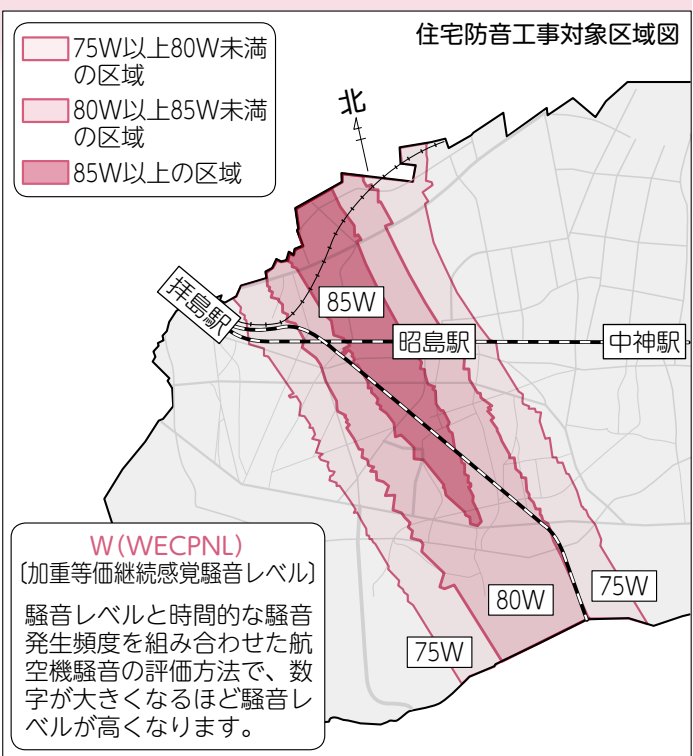 住宅防音工事対象区域図
75W以上80W未満
の区域
80W以上85W未満
の区域
85W以上の区域
北
拝島駅
85W
昭島駅
中神駅
75W
80W
75W
W(WECPNL)
〔加重等価継続感覚騒音レベル〕
騒音レベルと時間的な騒音
発生頻度を組み合わせた航
空機騒音の評価方法で、数
字が大きくなるほど騒音レ
ベルが高くなります。